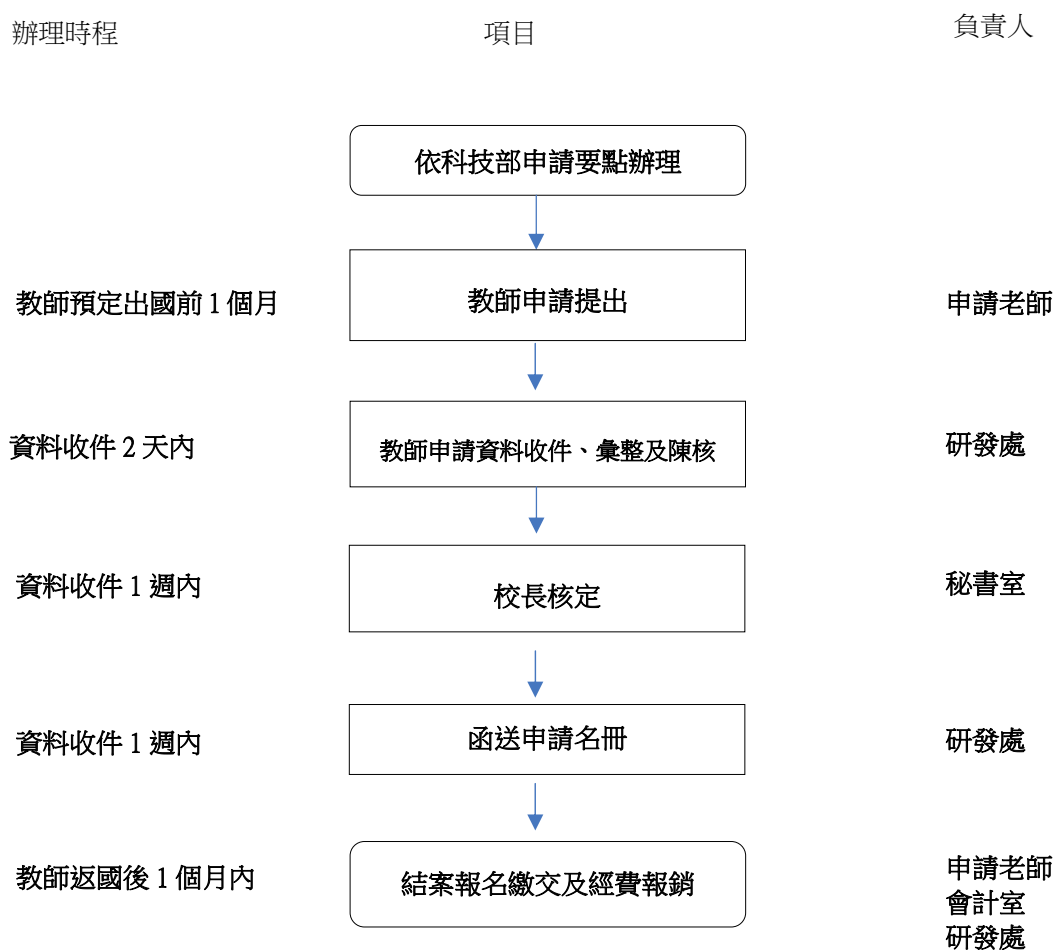 辦理時程 項目 負責人
依科技部申請要點辦理
教師預定出國前 1 個月 教師申請提出 申請老師
資料收件 2 天內 教師申請資料收件、彙整及陳核 研發處
資料收件 1 週內 校長核定 秘書室
資料收件 1 週內 函送申請名冊 研發處
教師返國後 1 個月內 結案報名繳交及經費報銷 申請老師
會計室
研發處